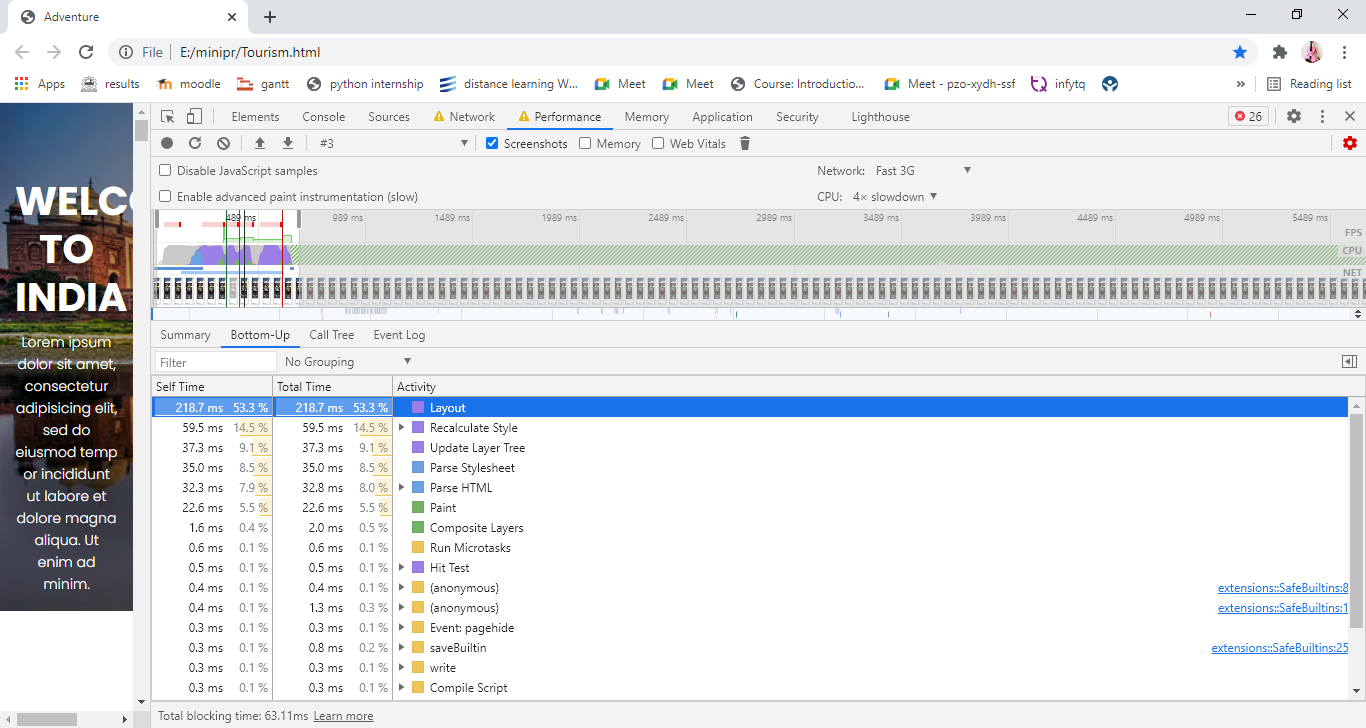 Adventure
File E:/minipr/Tourism.html
Apps results moodle gantt python internship distance learning W... Meet Meet Course: Introductio... Meet - pzo-xydh-ssf infytq » Reading list
WELCO
TO
INDIA
Lorem ipsum
dolor sit amet,
consectetur
adipisicing elit,
sed do
eiusmod temp
or incididunt
ut labore et
dolore magna
aliqua. Ut
enim ad
minim.
Elements Console Sources Network Performance Memory Application Security Lighthouse 26
#3 Screenshots Memory Web Vitals
Disable JavaScript samples Network: Fast 3G
Enable advanced paint instrumentation (slow) CPU: 4× slowdown
489 ms 989 ms 1489 ms 1989 ms 2489 ms 2989 ms 3489 ms 3989 ms 4489 ms 4989 ms 5489 ms
FPS
CPU
NET
Summary Bottom-Up Call Tree Event Log
Filter No Grouping
Self Time Total Time Activity
218.7 ms 53.3 % 218.7 ms 53.3 % Layout
59.5 ms 14.5 % 59.5 ms 14.5 % Recalculate Style
37.3 ms 9.1 % 37.3 ms 9.1 % Update Layer Tree
35.0 ms 8.5 % 35.0 ms 8.5 % Parse Stylesheet
32.3 ms 7.9 % 32.8 ms 8.0 % Parse HTML
22.6 ms 5.5 % 22.6 ms 5.5 % Paint
1.6 ms 0.4 % 2.0 ms 0.5 % Composite Layers
0.6 ms 0.1 % 0.6 ms 0.1 % Run Microtasks
0.5 ms 0.1 % 0.5 ms 0.1 % Hit Test
0.4 ms 0.1 % 0.4 ms 0.1 % (anonymous) extensions::SafeBuiltins:8
0.4 ms 0.1 % 1.3 ms 0.3 % (anonymous) extensions::SafeBuiltins:1
0.3 ms 0.1 % 0.3 ms 0.1 % Event: pagehide
0.3 ms 0.1 % 0.8 ms 0.2 % saveBuiltin extensions::SafeBuiltins:25
0.3 ms 0.1 % 0.3 ms 0.1 % write
0.3 ms 0.1 % 0.3 ms 0.1 % Compile Script
Total blocking time: 63.11ms Learn more